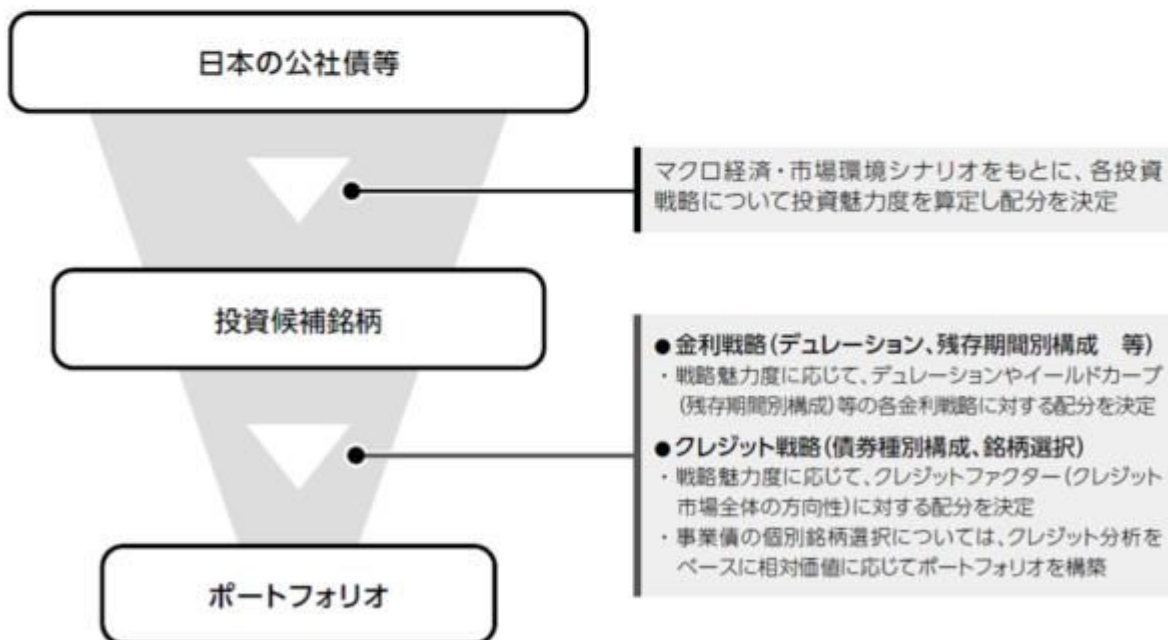 日本の公社債等
マクロ経済・市場環境シナリオをもとに、各投資
戦略について投資魅力度を算定し配分を決定
投資候補銘柄
●金利戦略(デュレーション、残存期間別構成　等)
・戦略魅力度に応じて、デュレーションやイールドカーブ
(残存期間別構成)等の各金利戦略に対する配分を決定
●クレジット戦略(債券種別構成、銘柄選択)
・戦略魅力度に応じて、クレジットファクター(クレジット
市場全体の方向性)に対する配分を決定
・事業債の個別銘柄選択については、クレジット分析を
ベースに相対価値に応じてポートフォリオを構築
ポートフォリオ